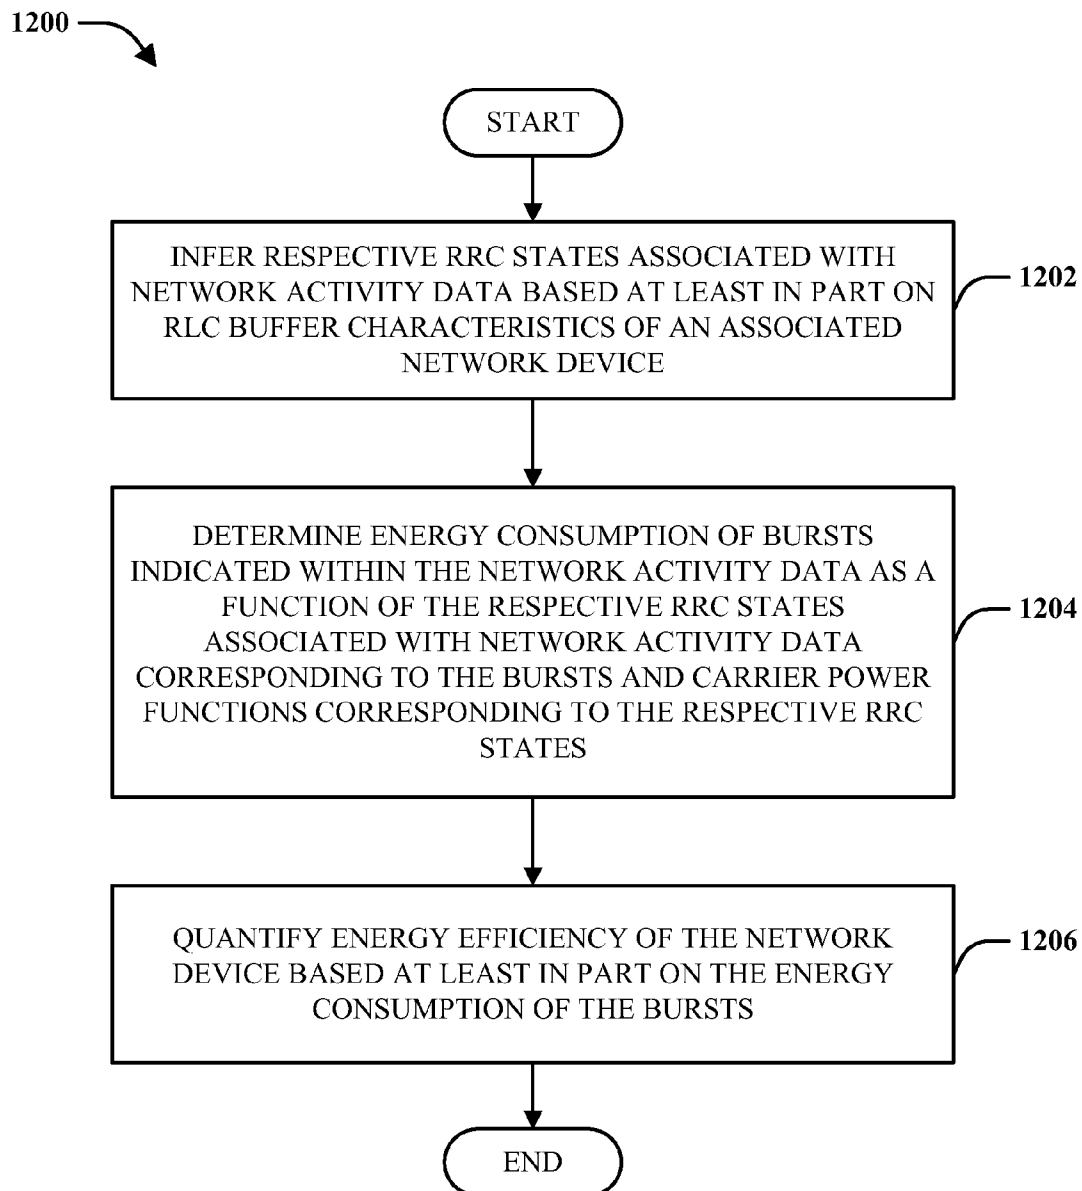 1200
START
INFER RESPECTIVE RRC STATES ASSOCIATED WITH
NETWORK ACTIVITY DATA BASED AT LEAST IN PART ON
RLC BUFFER CHARACTERISTICS OF AN ASSOCIATED
NETWORK DEVICE
1202
DETERMINE ENERGY CONSUMPTION OF BURSTS
INDICATED WITHIN THE NETWORK ACTIVITY DATA AS A
FUNCTION OF THE RESPECTIVE RRC STATES
ASSOCIATED WITH NETWORK ACTIVITY DATA
CORRESPONDING TO THE BURSTS AND CARRIER POWER
FUNCTIONS CORRESPONDING TO THE RESPECTIVE RRC
STATES
1204
QUANTIFY ENERGY EFFICIENCY OF THE NETWORK
DEVICE BASED AT LEAST IN PART ON THE ENERGY
CONSUMPTION OF THE BURSTS
1206
END